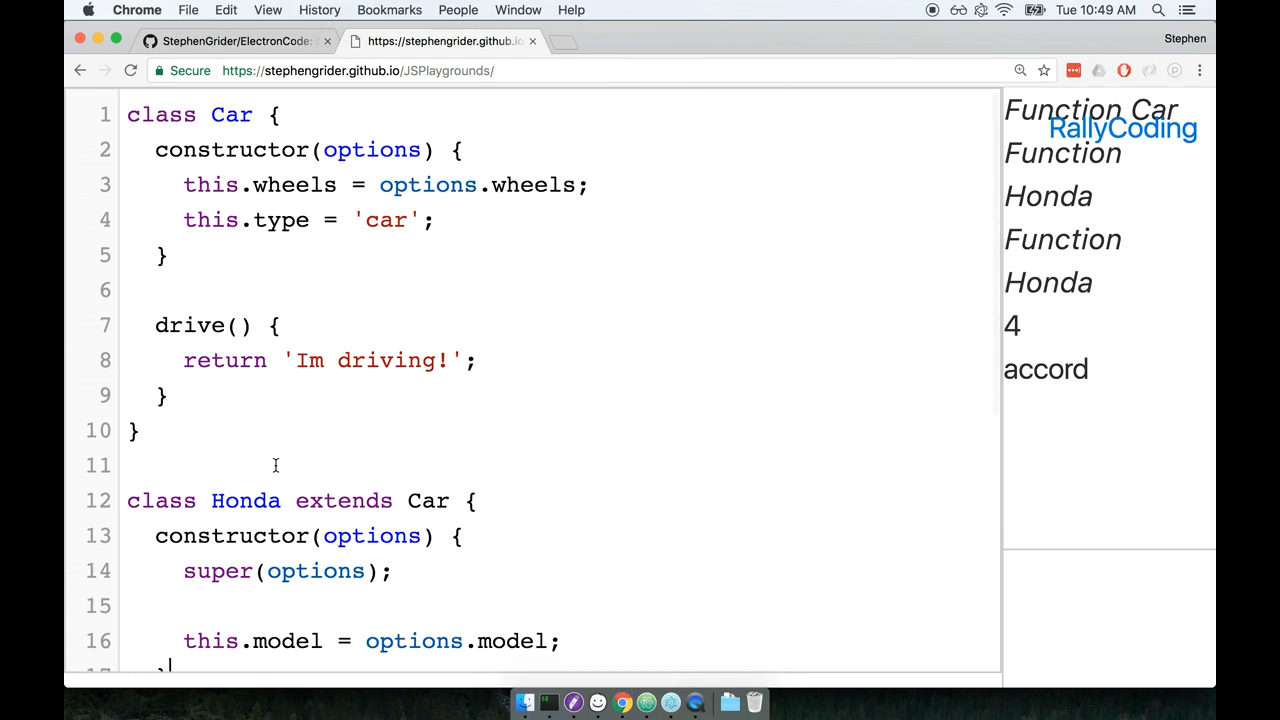 Chrome File Edit View History Bookmarks People Window Help Tue 10:49 AM
StephenGrider/ElectronCode: https://stephengrider.github.io Stephen
Secure https://stephengrider.github.io/JSPlaygrounds/
1 class Car {
2 constructor(options) {
3 this.wheels = options.wheels;
4 this.type = 'car';
5 }
6
7 drive() {
8 return 'Im driving!';
9 }
10 }
11
12 class Honda extends Car {
13 constructor(options) {
14 super(options);
15
16 this.model = options.model;
17 }
Function Car
RallyCoding
Function
Honda
Function
Honda
4
accord